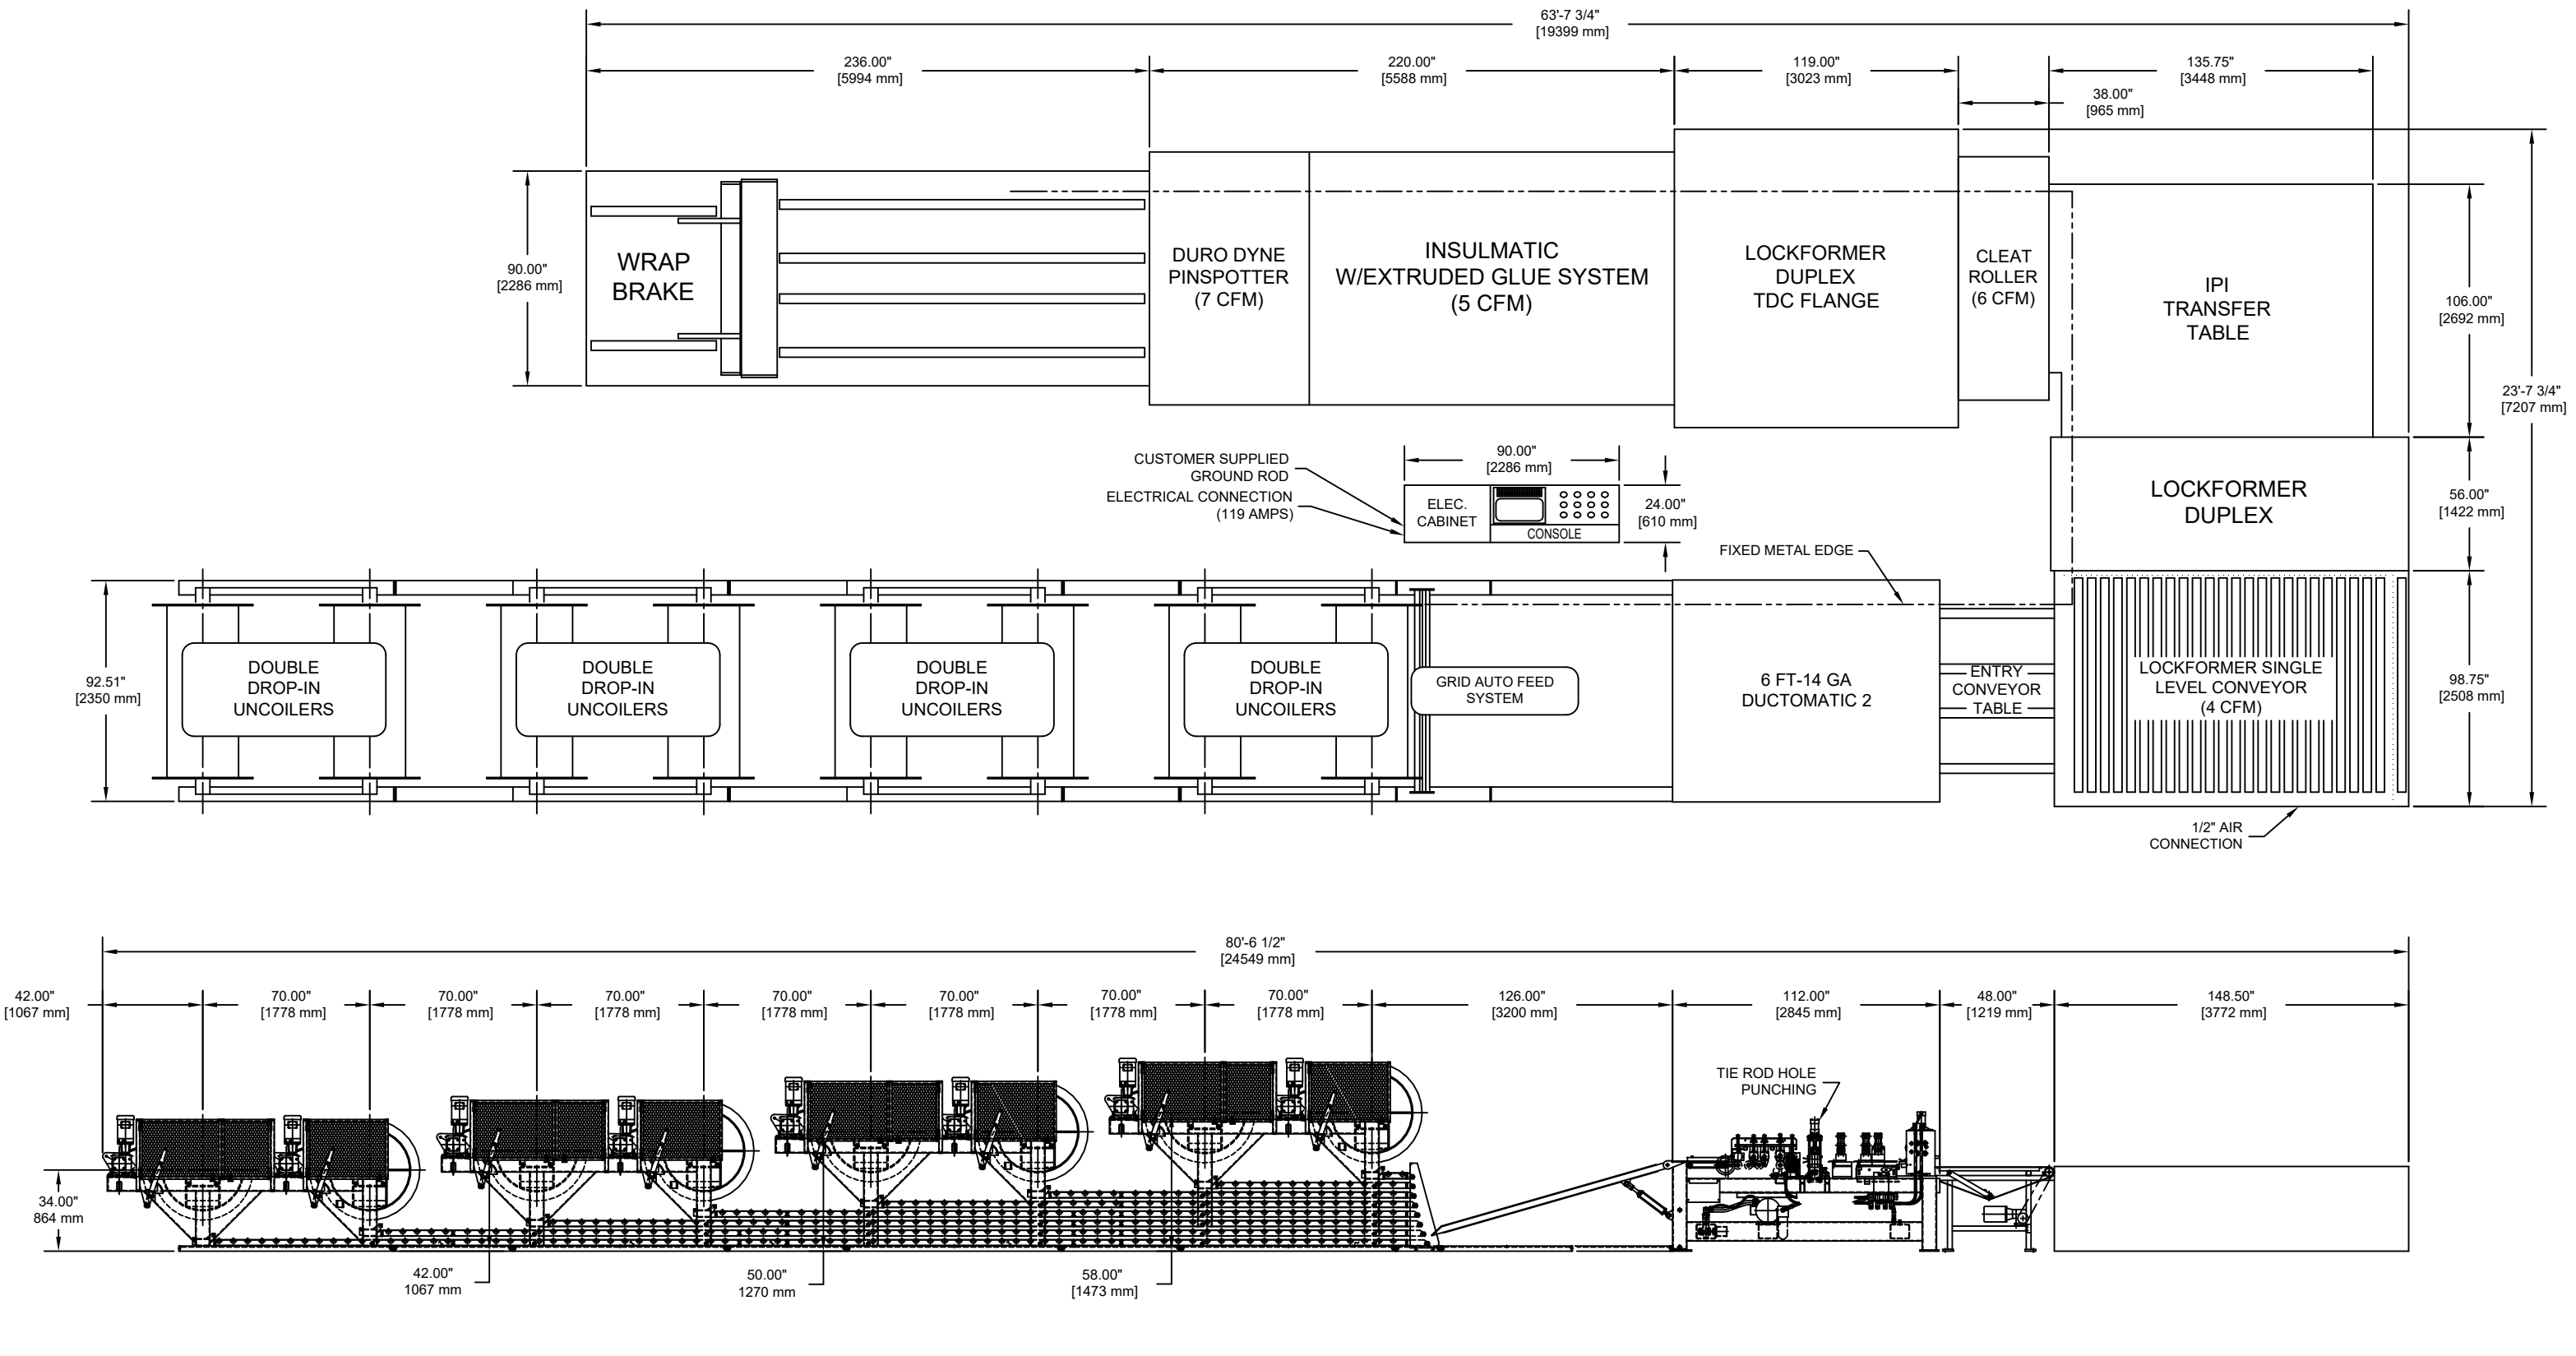 63'-7 3/4"
[19399 mm]
236.00"
[5994 mm]
220.00"
[5588 mm]
119.00"
[3023 mm]
135.75"
[3448 mm]
38.00"
[965 mm]
90.00"
[2286 mm]
WRAP
BRAKE
DURO DYNE
PINSPOTTER
(7 CFM)
INSULMATIC
W/EXTRUDED GLUE SYSTEM
(5 CFM)
LOCKFORMER
DUPLEX
TDC FLANGE
CLEAT
ROLLER
(6 CFM)
IPI
TRANSFER
TABLE
106.00"
[2692 mm]
23'-7 3/4"
[7207 mm]
CUSTOMER SUPPLIED
GROUND ROD
ELECTRICAL CONNECTION
(119 AMPS)
90.00"
[2286 mm]
ELEC.
CABINET
CONSOLE
24.00"
[610 mm]
LOCKFORMER
DUPLEX
56.00"
[1422 mm]
FIXED METAL EDGE
92.51"
[2350 mm]
DOUBLE
DROP-IN
UNCOILERS
DOUBLE
DROP-IN
UNCOILERS
DOUBLE
DROP-IN
UNCOILERS
DOUBLE
DROP-IN
UNCOILERS
GRID AUTO FEED
SYSTEM
6 FT-14 GA
DUCTOMATIC 2
ENTRY
CONVEYOR
TABLE
LOCKFORMER SINGLE
LEVEL CONVEYOR
(4 CFM)
98.75"
[2508 mm]
1/2" AIR
CONNECTION
80'-6 1/2"
[24549 mm]
42.00"
[1067 mm]
70.00"
[1778 mm]
70.00"
[1778 mm]
70.00"
[1778 mm]
70.00"
[1778 mm]
70.00"
[1778 mm]
70.00"
[1778 mm]
70.00"
[1778 mm]
126.00"
[3200 mm]
112.00"
[2845 mm]
48.00"
[1219 mm]
148.50"
[3772 mm]
TIE ROD HOLE
PUNCHING
34.00"
864 mm
42.00"
1067 mm
50.00"
1270 mm
58.00"
[1473 mm]